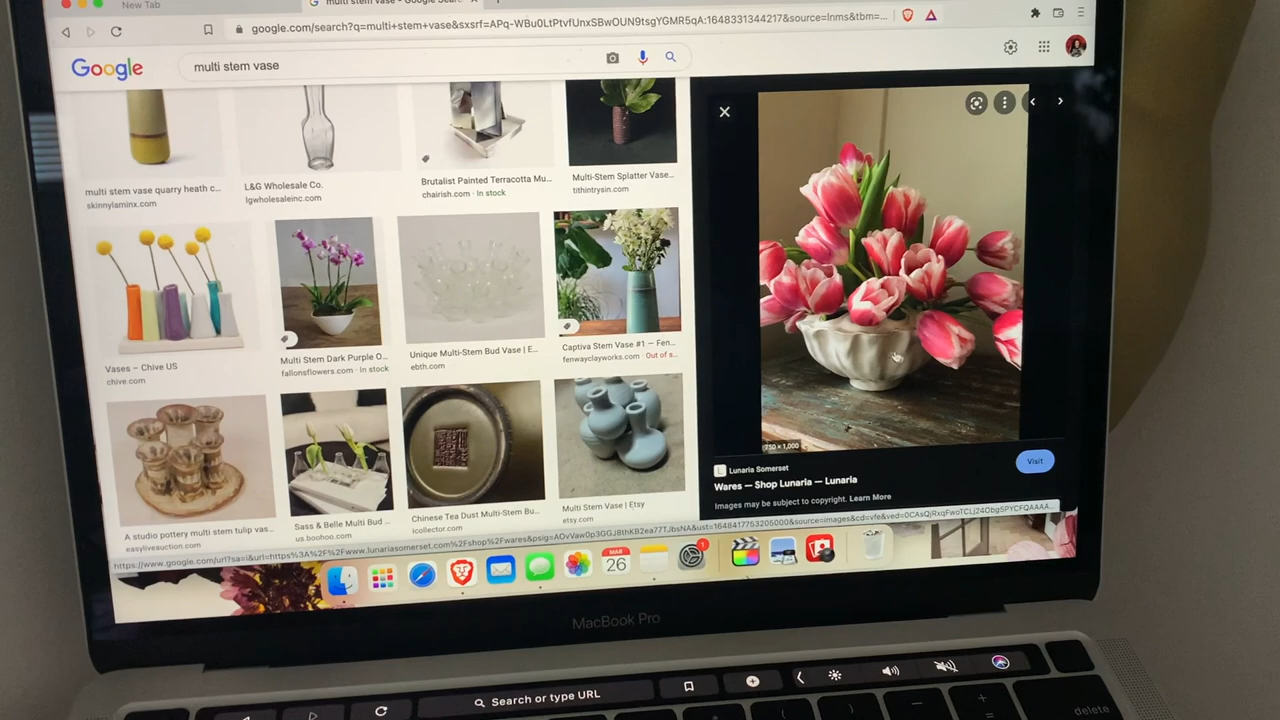 New Tab
multi stem vase - Google Sear
google.com/search?q=multi+stem+vase&sxsrf=APq-WBu0LtPtvfUnxSBwOUN9tsgYGMR5qA:1648331344217&source=lnms&tbm=...
Google
multi stem vase
multi stem vase quarry heath c...
skinnylaminx.com
L&G Wholesale Co.
lgwholesaleinc.com
Brutalist Painted Terracotta Mu...
chairish.com · In stock
Multi-Stem Splatter Vase...
tithintrysin.com
Vases – Chive US
chive.com
Multi Stem Dark Purple O...
fallonsflowers.com · In stock
Unique Multi-Stem Bud Vase | E...
ebth.com
Captiva Stem Vase #1 — Fen...
fenwayclayworks.com · Out of s...
A studio pottery multi stem tulip vas...
easyliveauction.com
Sass & Belle Multi Bud ...
us.boohoo.com
Chinese Tea Dust Multi-Stem Bu...
icollector.com
Multi Stem Vase | Etsy
etsy.com
750 × 1,000
L Lunaria Somerset
Wares — Shop Lunaria — Lunaria
Visit
Images may be subject to copyright. Learn More
MAR
26
1
MacBook Pro
Search or type URL
delete